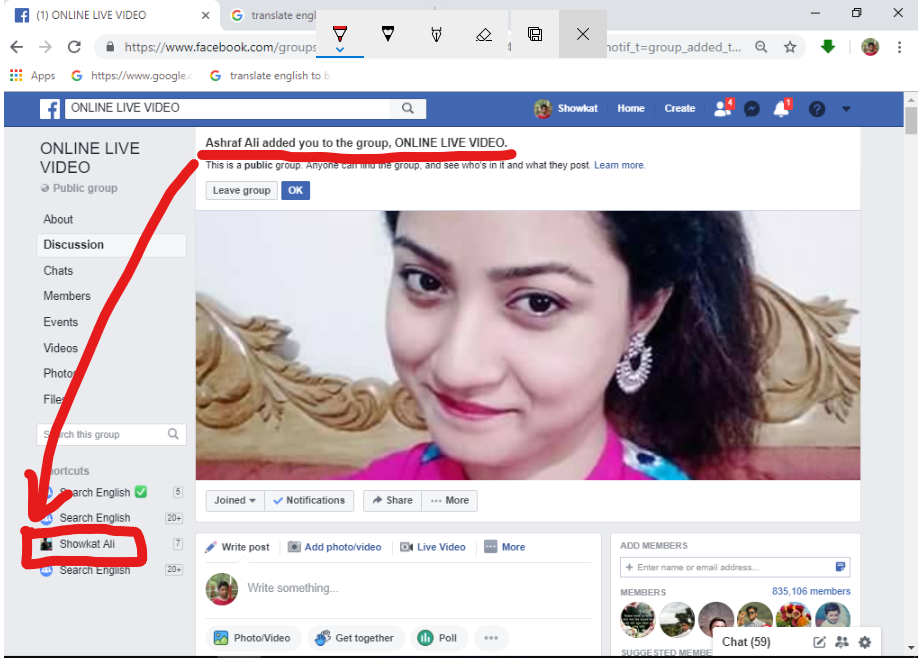 (1) ONLINE LIVE VIDEO
translate engl
https://www.facebook.com/groups
notif_t=group_added_t...
Apps
https://www.google.
translate english to b
ONLINE LIVE VIDEO
Showkat
Home
Create
4
1
ONLINE LIVE
VIDEO
Public group
About
Discussion
Chats
Members
Events
Videos
Photos
Files
Search this group
Shortcuts
Search English
5
Search English
20+
Showkat Ali
7
Search English
20+
Ashraf Ali added you to the group, ONLINE LIVE VIDEO.
This is a public group. Anyone can find the group, and see who's in it and what they post. Learn more.
Leave group
OK
Joined
Notifications
Share
More
Write post
Add photo/video
Live Video
More
Write something...
Photo/Video
Get together
Poll
ADD MEMBERS
+ Enter name or email address...
MEMBERS
835,106 members
SUGGESTED MEMBE
Chat (59)